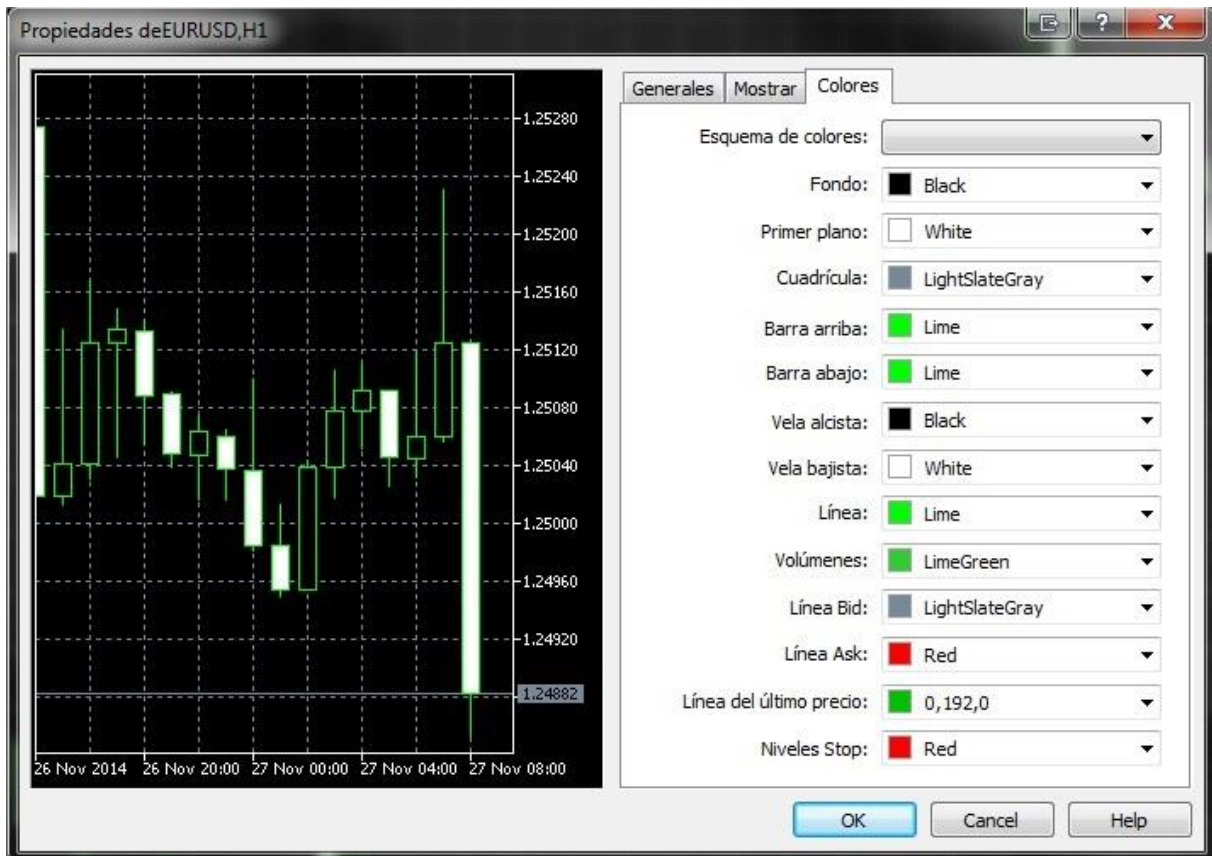 Propiedades deEURUSD,H1
Generales Mostrar Colores
1.25280
1.25240
1.25200
1.25160
1.25120
1.25080
1.25040
1.25000
1.24960
1.24920
1.24882
26 Nov 2014 26 Nov 20:00 27 Nov 00:00 27 Nov 04:00 27 Nov 08:00
Esquema de colores:
Fondo: Black
Primer plano: White
Cuadrícula: LightSlateGray
Barra arriba: Lime
Barra abajo: Lime
Vela alcista: Black
Vela bajista: White
Línea: Lime
Volúmenes: LimeGreen
Línea Bid: LightSlateGray
Línea Ask: Red
Línea del último precio: 0,192,0
Niveles Stop: Red
OK Cancel Help